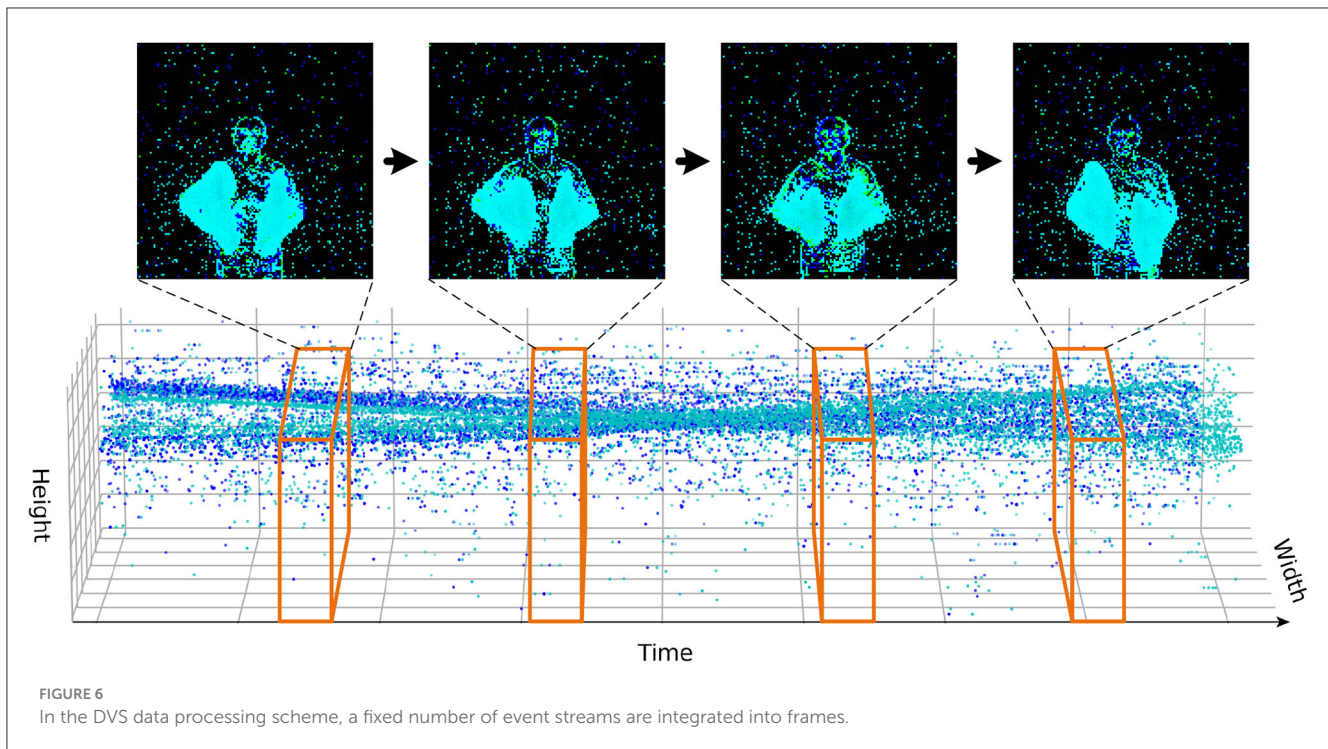 Height
Width
Time
FIGURE 6
In the DVS data processing scheme, a fixed number of event streams are integrated into frames.